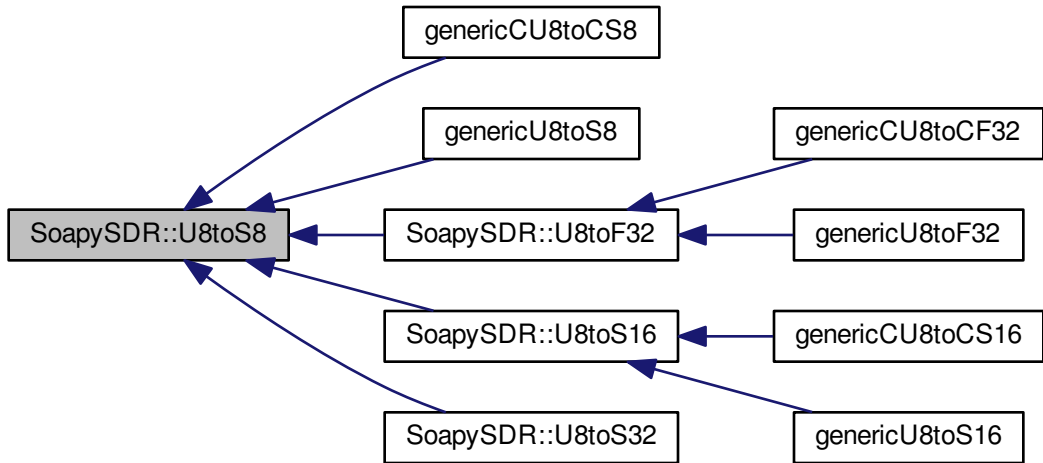 genericCU8toCS8
genericU8toS8
genericCU8toCF32
SoapySDR::U8toS8
SoapySDR::U8toF32
genericU8toF32
SoapySDR::U8toS16
genericCU8toCS16
SoapySDR::U8toS32
genericU8toS16